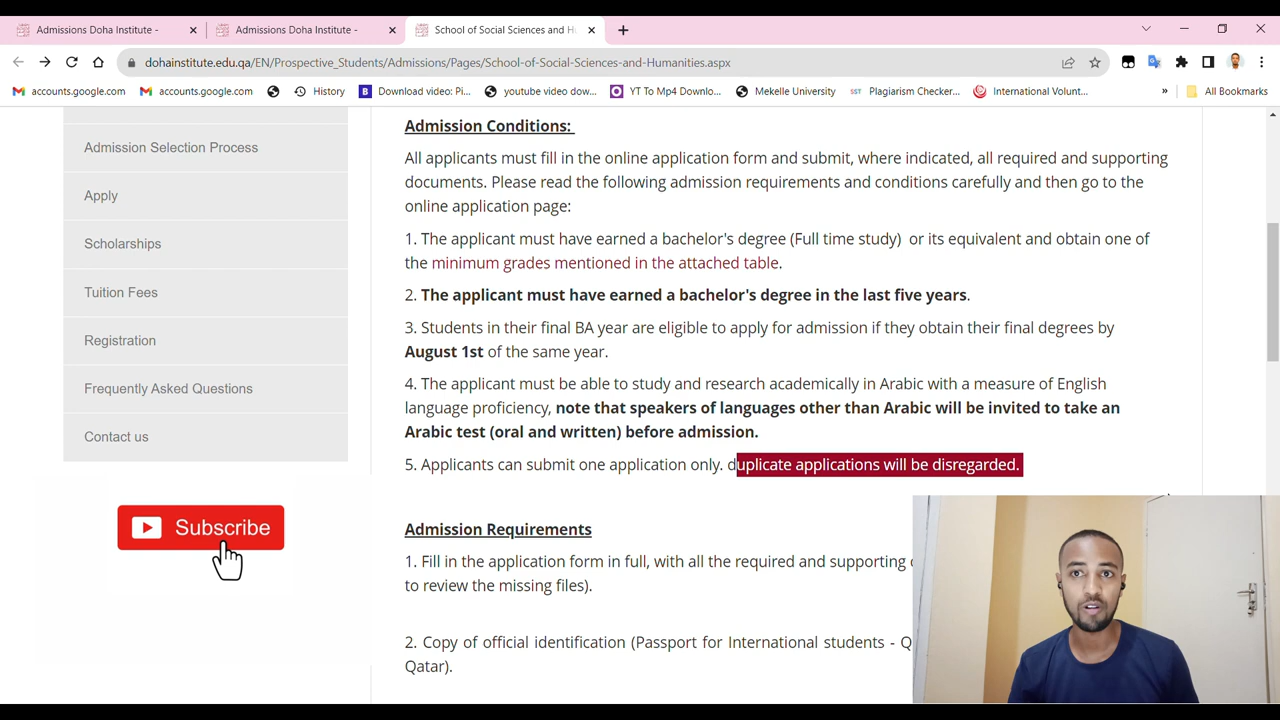 Admissions Doha Institute -
Admissions Doha Institute -
School of Social Sciences and Hu
dohainstitute.edu.qa/EN/Prospective_Students/Admissions/Pages/School-of-Social-Sciences-and-Humanities.aspx
accounts.google.com
accounts.google.com
History
Download video: Pi...
youtube video dow...
YT To Mp4 Downlo...
Mekelle University
SST Plagiarism Checker...
International Volunt...
»
All Bookmarks
Admission Selection Process
Apply
Scholarships
Tuition Fees
Registration
Frequently Asked Questions
Contact us
Subscribe
Admission Conditions:
All applicants must fill in the online application form and submit, where indicated, all required and supporting
documents. Please read the following admission requirements and conditions carefully and then go to the
online application page:
1. The applicant must have earned a bachelor's degree (Full time study) or its equivalent and obtain one of
the minimum grades mentioned in the attached table.
2. The applicant must have earned a bachelor's degree in the last five years.
3. Students in their final BA year are eligible to apply for admission if they obtain their final degrees by
August 1st of the same year.
4. The applicant must be able to study and research academically in Arabic with a measure of English
language proficiency, note that speakers of languages other than Arabic will be invited to take an
Arabic test (oral and written) before admission.
5. Applicants can submit one application only. duplicate applications will be disregarded.
Admission Requirements
1. Fill in the application form in full, with all the required and supporting
to review the missing files).
2. Copy of official identification (Passport for International students - Q
Qatar).